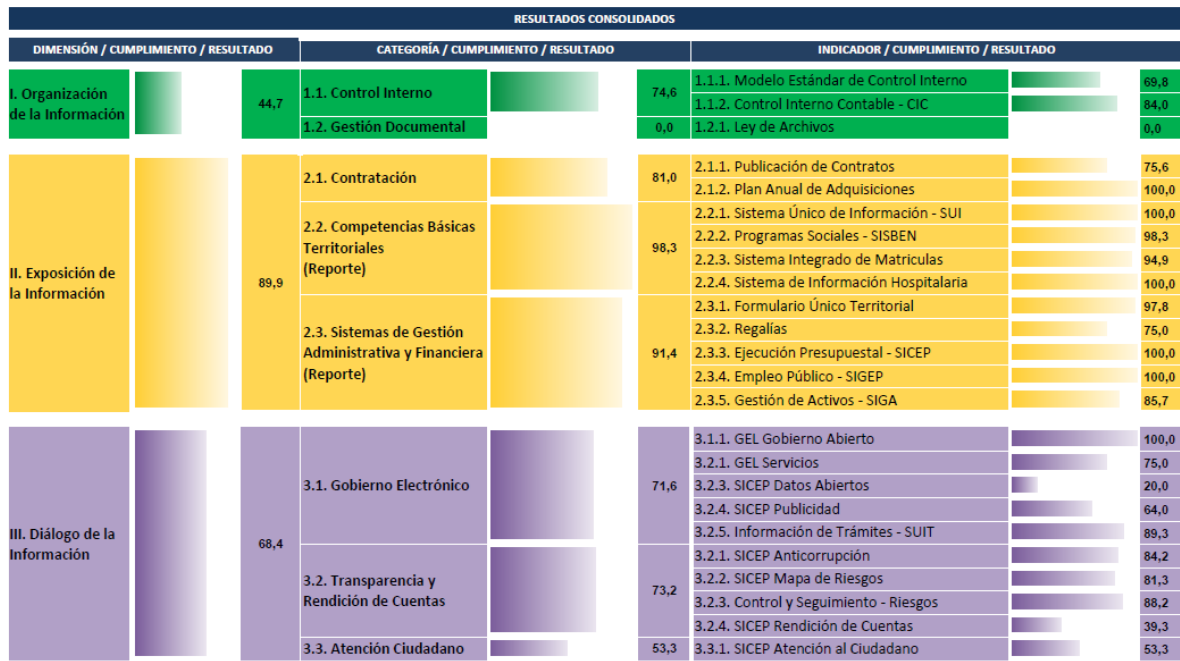 RESULTADOS CONSOLIDADOS
DIMENSIÓN / CUMPLIMIENTO / RESULTADO CATEGORÍA / CUMPLIMIENTO / RESULTADO INDICADOR / CUMPLIMIENTO / RESULTADO
I. Organización
de la Información
44,7
1.1. Control Interno
74,6
1.1.1. Modelo Estándar de Control Interno 69,8
1.1.2. Control Interno Contable - CIC 84,0
1.2. Gestión Documental 0,0 1.2.1. Ley de Archivos 0,0
II. Exposición de
la Información
89,9
2.1. Contratación
81,0
2.1.1. Publicación de Contratos 75,6
2.1.2. Plan Anual de Adquisiciones 100,0
2.2. Competencias Básicas
Territoriales
(Reporte)
98,3
2.2.1. Sistema Único de Información - SUI 100,0
2.2.2. Programas Sociales - SISBEN 98,3
2.2.3. Sistema Integrado de Matriculas 94,9
2.2.4. Sistema de Información Hospitalaria 100,0
2.3. Sistemas de Gestión
Administrativa y Financiera
(Reporte)
91,4
2.3.1. Formulario Único Territorial 97,8
2.3.2. Regalías 75,0
2.3.3. Ejecución Presupuestal - SICEP 100,0
2.3.4. Empleo Público - SIGEP 100,0
2.3.5. Gestión de Activos - SIGA 85,7
III. Diálogo de la
Información
68,4
3.1. Gobierno Electrónico
71,6
3.1.1. GEL Gobierno Abierto 100,0
3.2.1. GEL Servicios 75,0
3.2.3. SICEP Datos Abiertos 20,0
3.2.4. SICEP Publicidad 64,0
3.2.5. Información de Trámites - SUIT 89,3
3.2. Transparencia y
Rendición de Cuentas
73,2
3.2.1. SICEP Anticorrupción 84,2
3.2.2. SICEP Mapa de Riesgos 81,3
3.2.3. Control y Seguimiento - Riesgos 88,2
3.2.4. SICEP Rendición de Cuentas 39,3
3.3. Atención Ciudadano 53,3 3.3.1. SICEP Atención al Ciudadano 53,3